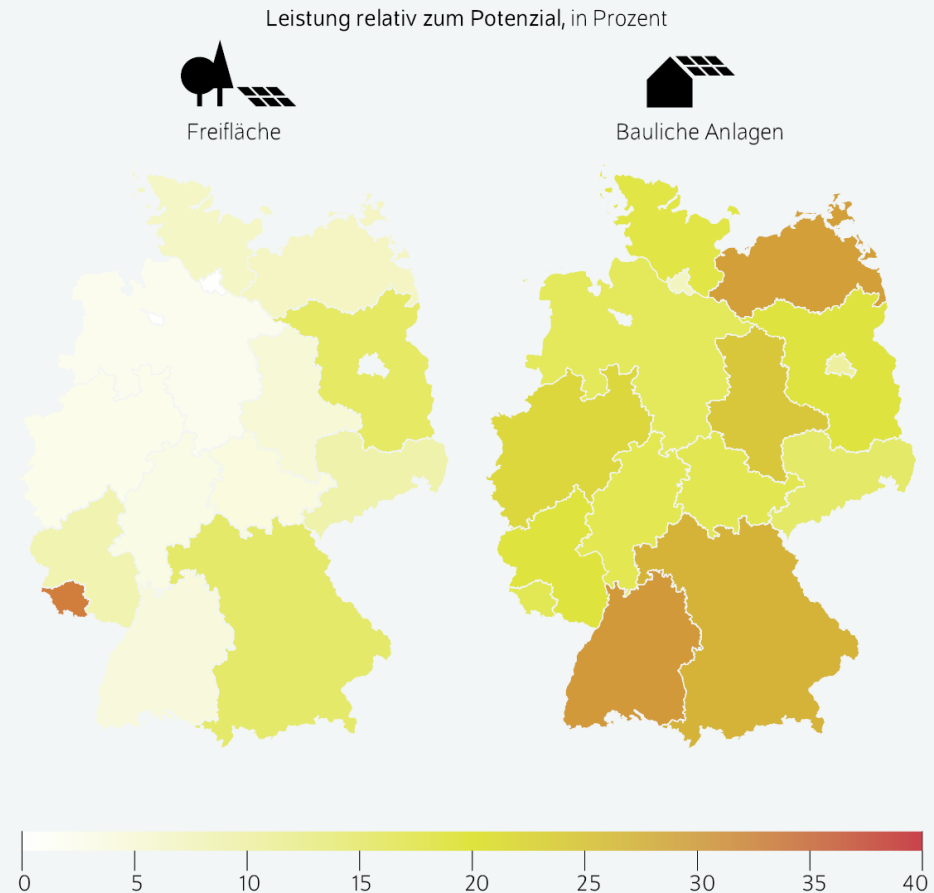 Leistung relativ zum Potenzial, in Prozent
Freifläche
Bauliche Anlagen
0 5 10 15 20 25 30 35 40